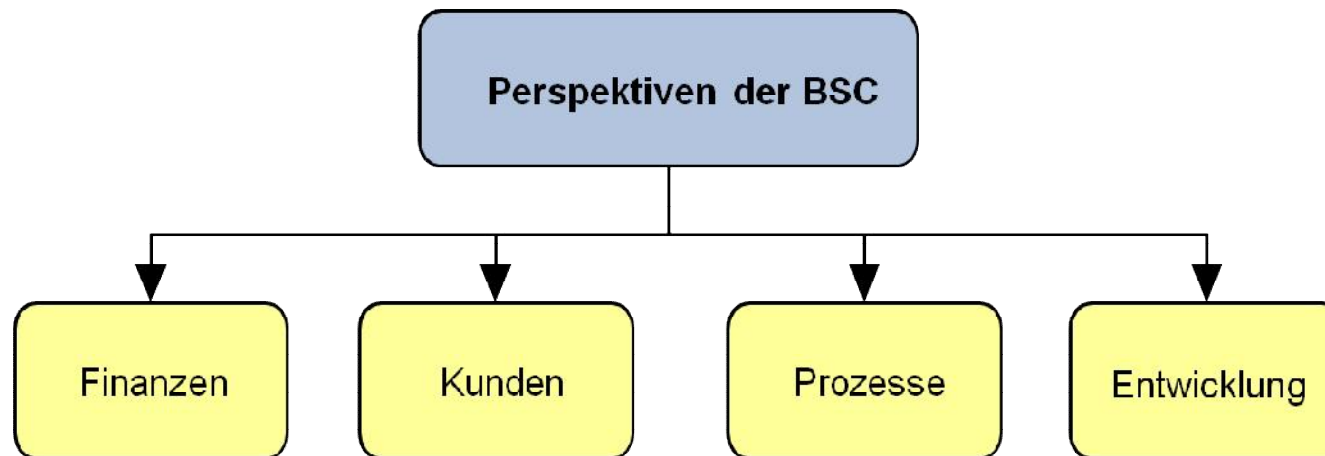 Perspektiven der BSC
Finanzen
Kunden
Prozesse
Entwicklung